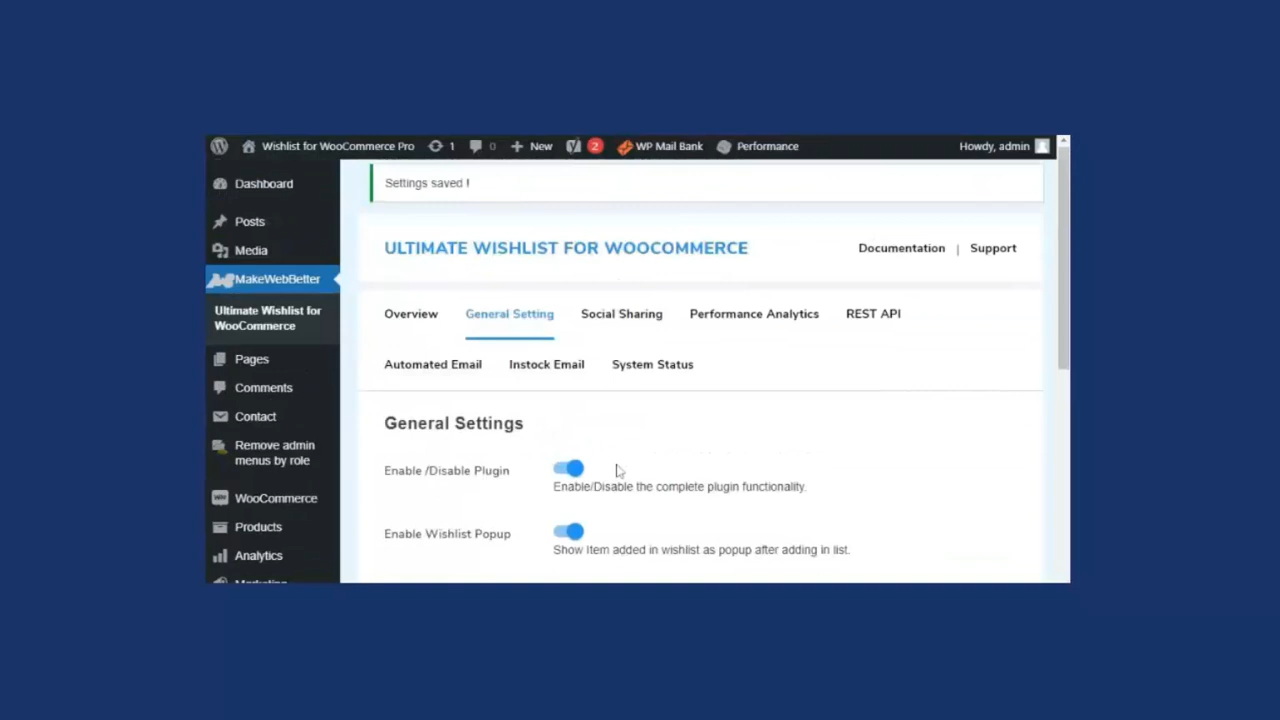 Wishlist for WooCommerce Pro 1 0 New 2 WP Mail Bank Performance Howdy, admin
Dashboard
Posts
Media
MakeWebBetter
Ultimate Wishlist for
WooCommerce
Pages
Comments
Contact
Remove admin
menus by role
WooCommerce
Products
Analytics
Marketing
Settings saved !
ULTIMATE WISHLIST FOR WOOCOMMERCE
Documentation | Support
Overview General Setting Social Sharing Performance Analytics REST API
Automated Email Instock Email System Status
General Settings
Enable /Disable Plugin
Enable/Disable the complete plugin functionality.
Enable Wishlist Popup
Show Item added in wishlist as popup after adding in list.